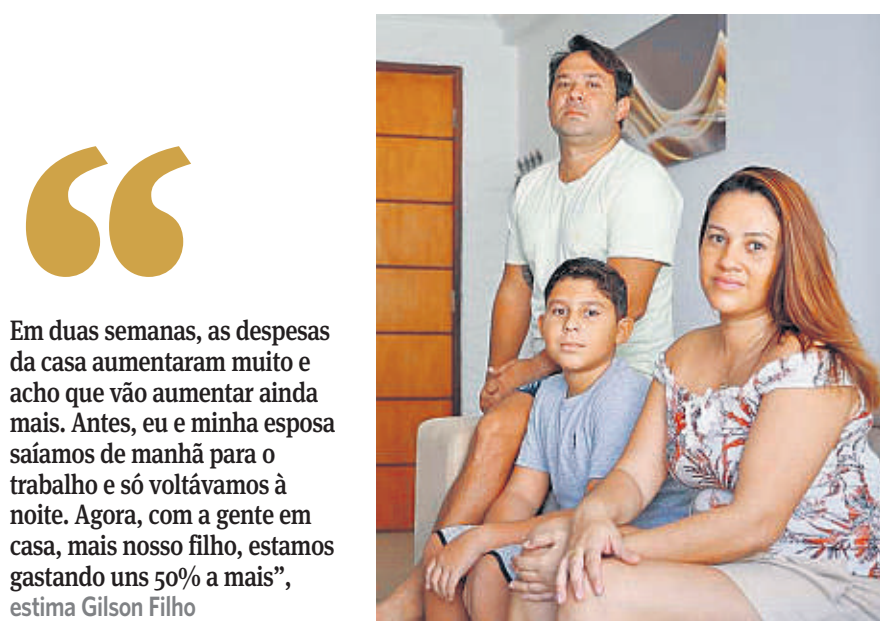 Em duas semanas, as despesas
da casa aumentaram muito e
acho que vão aumentar ainda
mais. Antes, eu e minha esposa
saíamos de manhã para o
trabalho e só voltávamos à
noite. Agora, com a gente em
casa, mais nosso filho, estamos
gastando uns 50% a mais”,
estima Gilson Filho